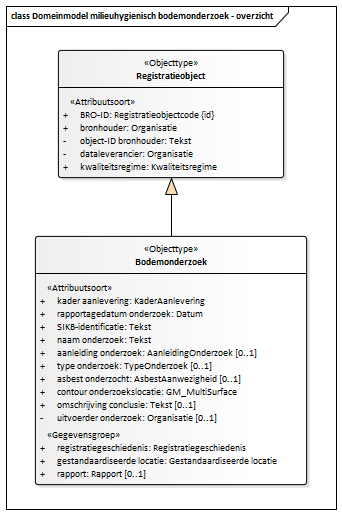 class Domeinmodel milieuhygienisch bodemonderzoek - overzicht
«Objecttype»
Registratieobject
«Attribuutsoort»
+ BRO-ID: Registratieobjectcode {id}
+ bronhouder: Organisatie
- object-ID bronhouder: Tekst
- dataleverancier: Organisatie
+ kwaliteitsregime: Kwaliteitsregime
«Objecttype»
Bodemonderzoek
«Attribuutsoort»
+ kader aanlevering: KaderAanlevering
+ rapportagedatum onderzoek: Datum
+ SIKB-identificatie: Tekst
+ naam onderzoek: Tekst
+ aanleiding onderzoek: AanleidingOnderzoek [0..1]
+ type onderzoek: TypeOnderzoek [0..1]
+ asbest onderzocht: AsbestAanwezigheid [0..1]
+ contour onderzoekslocatie: GM_MultiSurface
+ omschrijving conclusie: Tekst [0..1]
- uitvoerder onderzoek: Organisatie [0..1]
«Gegevensgroep»
+ registratiegeschiedenis: Registratiegeschiedenis
+ gestandaardiseerde locatie: Gestandaardiseerde locatie
+ rapport: Rapport [0..1]